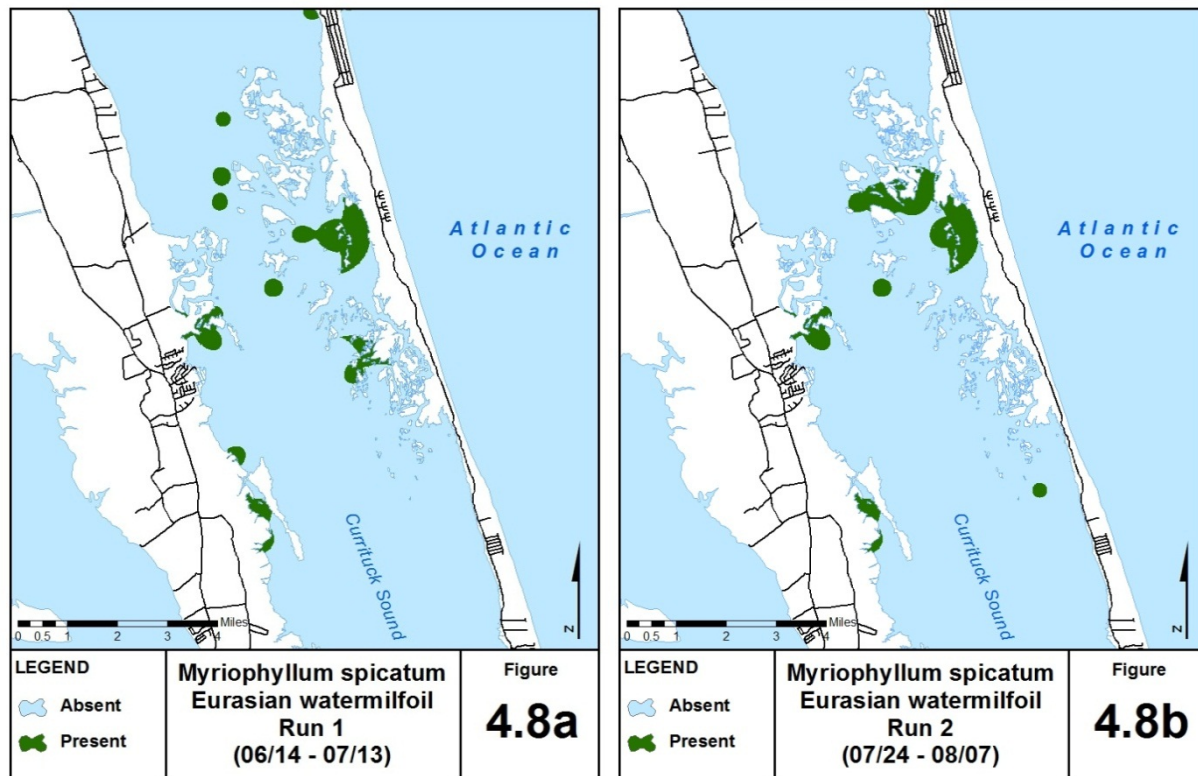 Atlantic
Ocean
Currituck Sound
0 0.5 1 2 3 4 Miles
N
LEGEND
Absent
Present
Myriophyllum spicatum
Eurasian watermilfoil
Run 1
(06/14 - 07/13)
Figure
4.8a
Atlantic
Ocean
Currituck Sound
0 0.5 1 2 3 4 Miles
N
LEGEND
Absent
Present
Myriophyllum spicatum
Eurasian watermilfoil
Run 2
(07/24 - 08/07)
Figure
4.8b